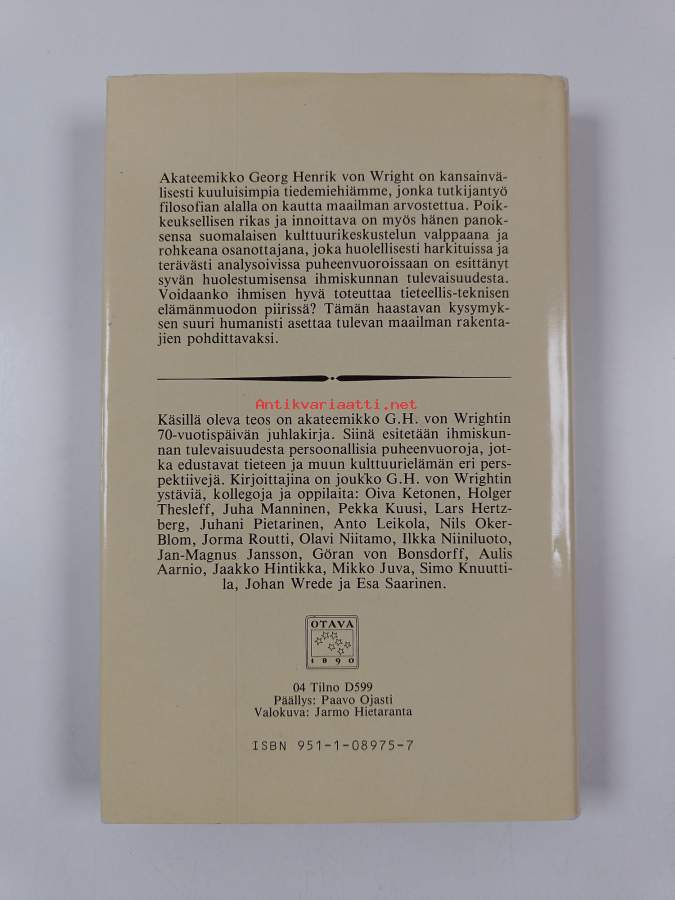 Akateemikko Georg Henrik von Wright on kansainvä-
lisesti kuuluisimpia tiedemiehiämme, jonka tutkijantyö
filosofian alalla on kautta maailman arvostettua. Poik-
keuksellisen rikas ja innoittava on myös hänen panok-
sensa suomalaisen kulttuurikeskustelun valppaana ja
rohkeana osanottajana, joka huolellisesti harkituissa ja
terävästi analysoivissa puheenvuoroissaan on esittänyt
syvän huolestumisensa ihmiskunnan tulevaisuudesta.
Voidaanko ihmisen hyvä toteuttaa tieteellis-teknisen
elämänmuodon piirissä? Tämän haastavan kysymyk-
sen suuri humanisti asettaa tulevan maailman rakenta-
jien pohdittavaksi.
Antikvariaatti.net
Käsillä oleva teos on akateemikko G.H. von Wrightin
70-vuotispäivän juhlakirja. Siinä esitetään ihmiskun-
nan tulevaisuudesta persoonallisia puheenvuoroja, jot-
ka edustavat tieteen ja muun kulttuurielämän eri pers-
pektiivejä. Kirjoittajina on joukko G.H. von Wrightin
ystäviä, kollegoja ja oppilaita: Oiva Ketonen, Holger
Thesleff, Juha Manninen, Pekka Kuusi, Lars Hertz-
berg, Juhani Pietarinen, Anto Leikola, Nils Oker-
Blom, Jorma Routti, Olavi Niitamo, Ilkka Niiniluoto,
Jan-Magnus Jansson, Göran von Bonsdorff, Aulis
Aarnio, Jaakko Hintikka, Mikko Juva, Simo Knuutti-
la, Johan Wrede ja Esa Saarinen.
OTAVA
1890
04 Tilno D599
Päällys: Paavo Ojasti
Valokuva: Jarmo Hietaranta
ISBN 951-1-08975-7